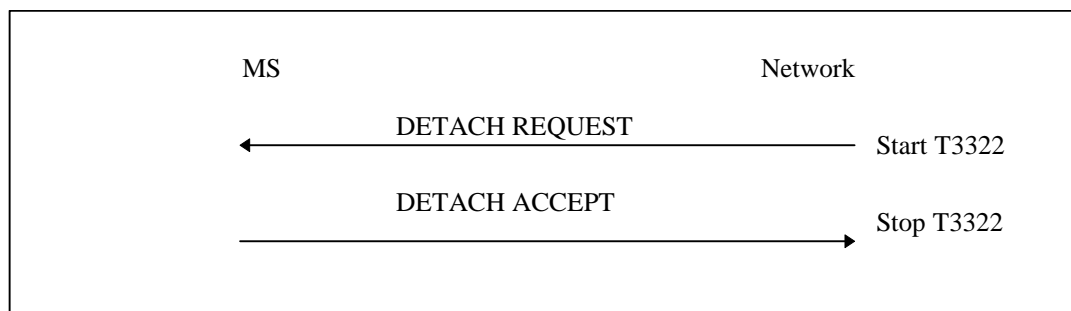 MS
Network
DETACH REQUEST
Start T3322
DETACH ACCEPT
Stop T3322